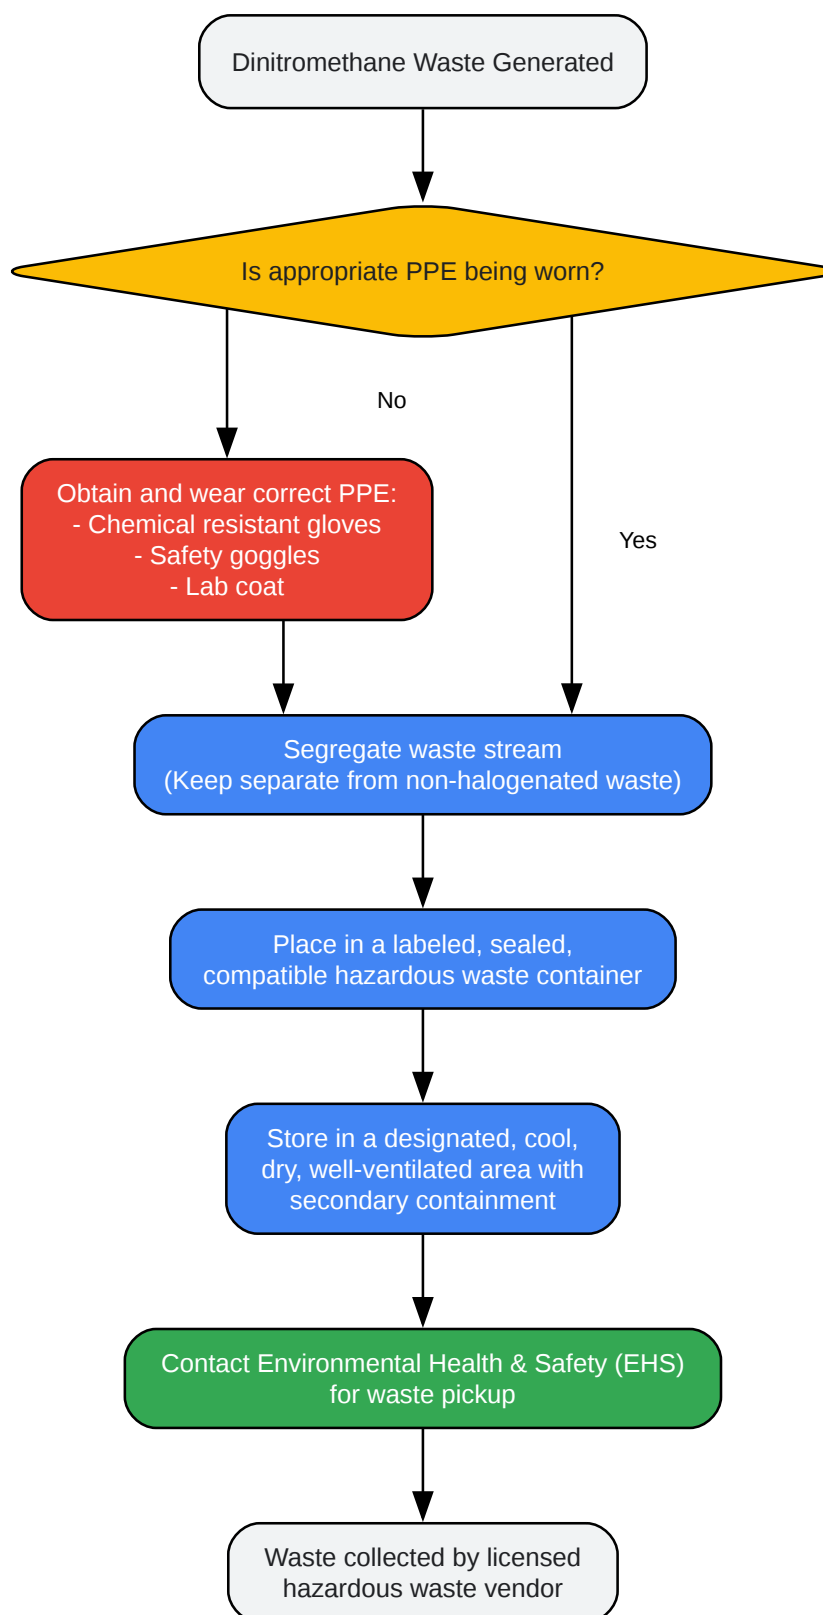 Dinitromethane Waste Generated
Is appropriate PPE being worn?
No
Obtain and wear correct PPE:
- Chemical resistant gloves
- Safety goggles
- Lab coat
Yes
Segregate waste stream
(Keep separate from non-halogenated waste)
Place in a labeled, sealed,
compatible hazardous waste container
Store in a designated, cool,
dry, well-ventilated area with
secondary containment
Contact Environmental Health & Safety (EHS)
for waste pickup
Waste collected by licensed
hazardous waste vendor